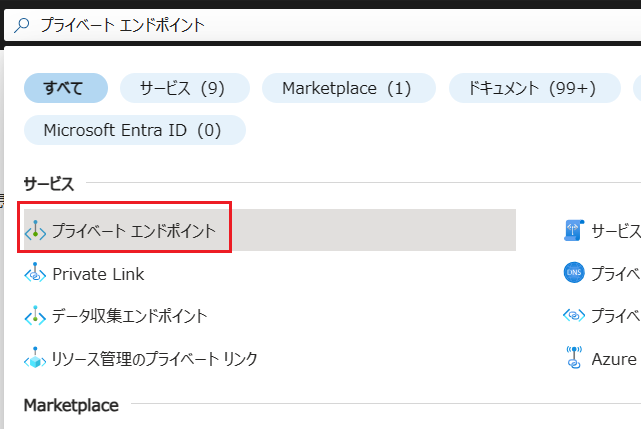 プライベート エンドポイント
すべて
サービス (9)
Marketplace (1)
ドキュメント (99+)
Microsoft Entra ID (0)
サービス
プライベート エンドポイント
サービス
Private Link
DNS
プライベ
データ収集エンドポイント
プライベ
リソース管理のプライベート リンク
Azure
Marketplace